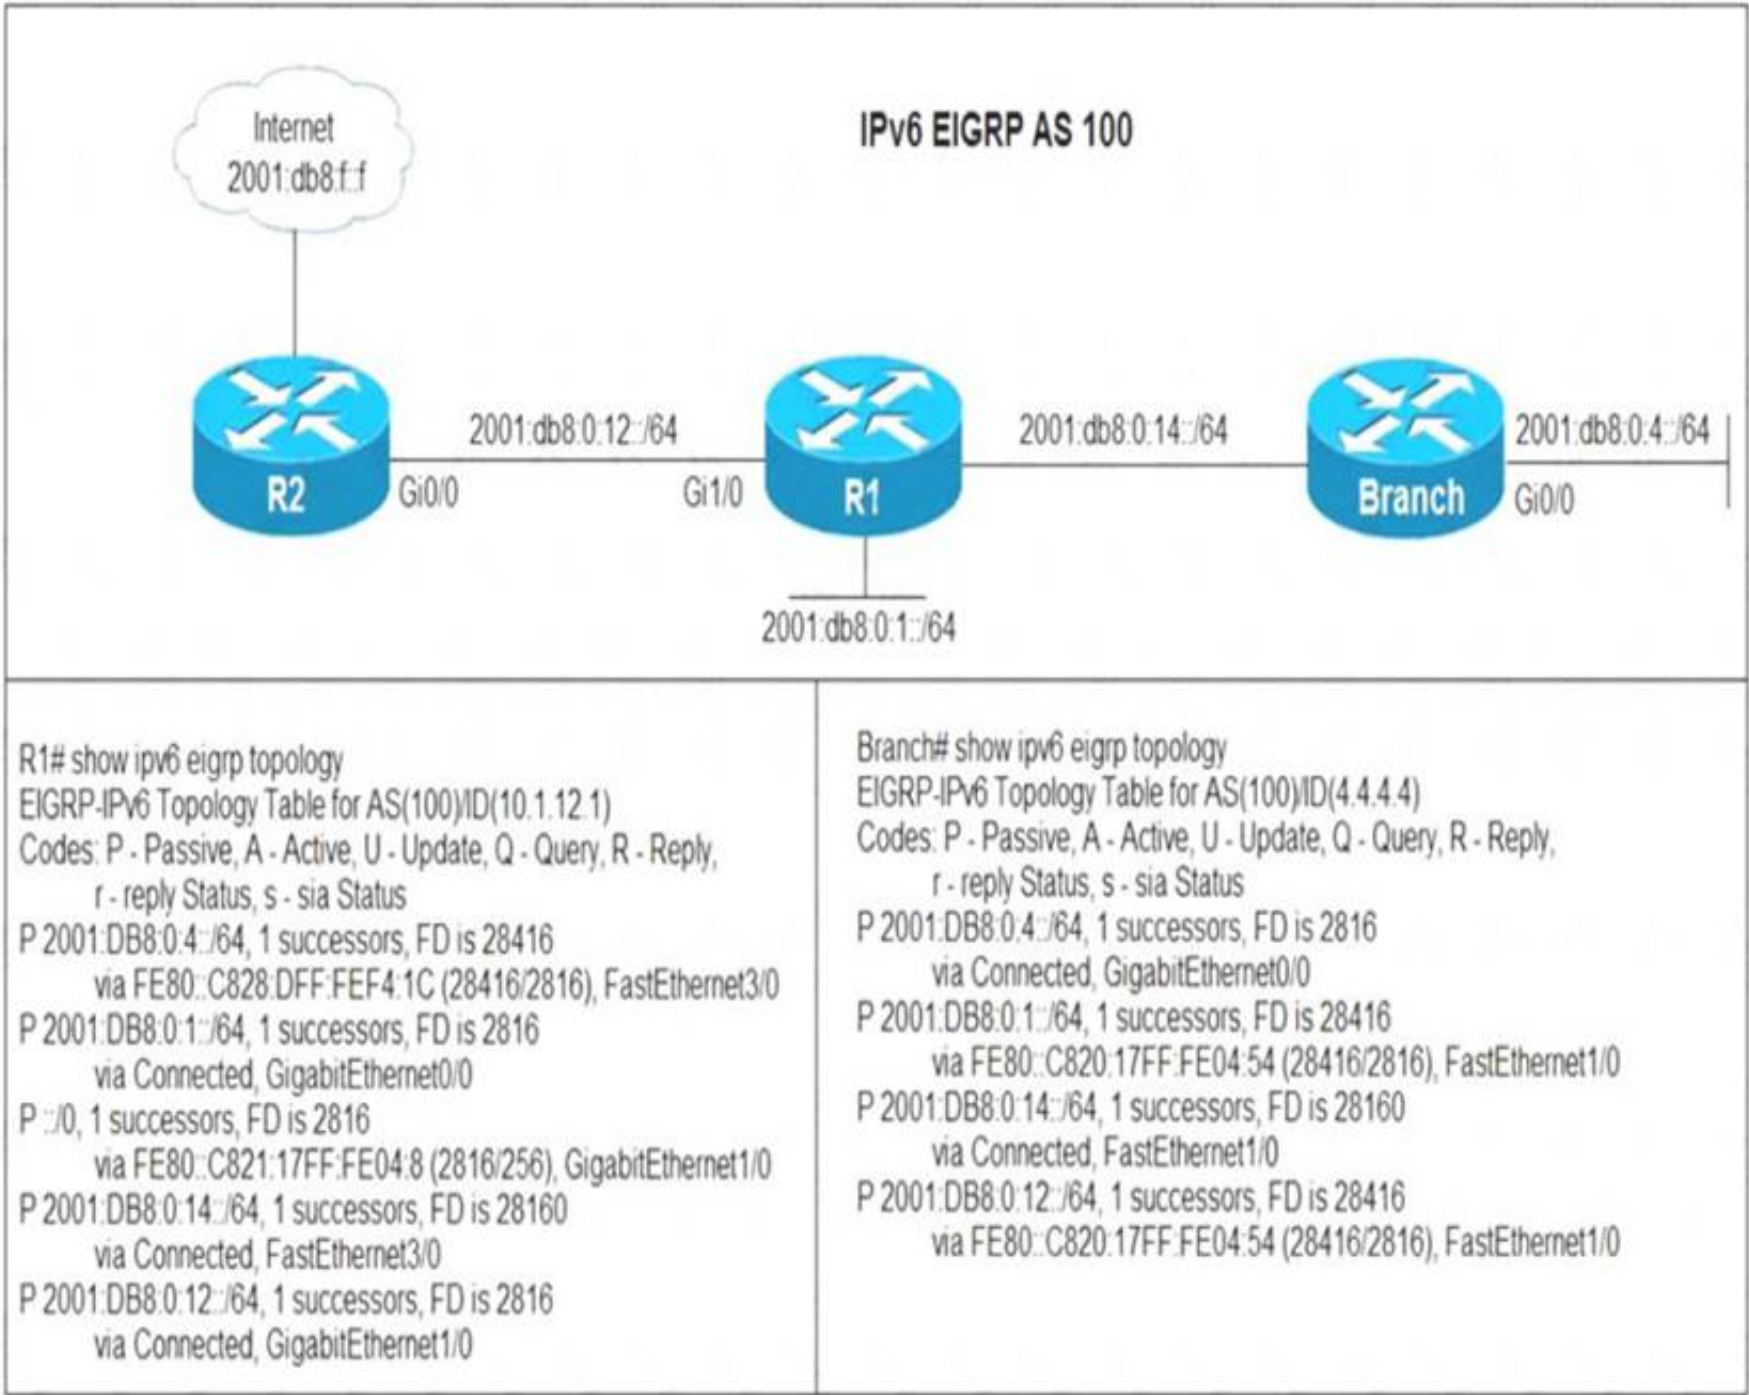 Internet
2001:db8:f::f
IPv6 EIGRP AS 100
2001:db8:0:12::/64
2001:db8:0:14::/64
2001:db8:0:4::/64
R2
Gi0/0
Gi1/0
R1
Branch
Gi0/0
2001:db8:0:1::/64
R1# show ipv6 eigrp topology
EIGRP-IPv6 Topology Table for AS(100)/ID(10.1.12.1)
Codes: P - Passive, A - Active, U - Update, Q - Query, R - Reply,
r - reply Status, s - sia Status
P 2001:DB8:0:4::/64, 1 successors, FD is 28416
via FE80::C828:DFF:FEF4:1C (28416/2816), FastEthernet3/0
P 2001:DB8:0:1::/64, 1 successors, FD is 2816
via Connected, GigabitEthernet0/0
P ::/0, 1 successors, FD is 2816
via FE80::C821:17FF:FE04:8 (2816/256), GigabitEthernet1/0
P 2001:DB8:0:14::/64, 1 successors, FD is 28160
via Connected, FastEthernet3/0
P 2001:DB8:0:12::/64, 1 successors, FD is 2816
via Connected, GigabitEthernet1/0
Branch# show ipv6 eigrp topology
EIGRP-IPv6 Topology Table for AS(100)/ID(4.4.4.4)
Codes: P - Passive, A - Active, U - Update, Q - Query, R - Reply,
r - reply Status, s - sia Status
P 2001:DB8:0:4::/64, 1 successors, FD is 2816
via Connected, GigabitEthernet0/0
P 2001:DB8:0:1::/64, 1 successors, FD is 28416
via FE80::C820:17FF:FE04:54 (28416/2816), FastEthernet1/0
P 2001:DB8:0:14::/64, 1 successors, FD is 28160
via Connected, FastEthernet1/0
P 2001:DB8:0:12::/64, 1 successors, FD is 28416
via FE80::C820:17FF:FE04:54 (28416/2816), FastEthernet1/0